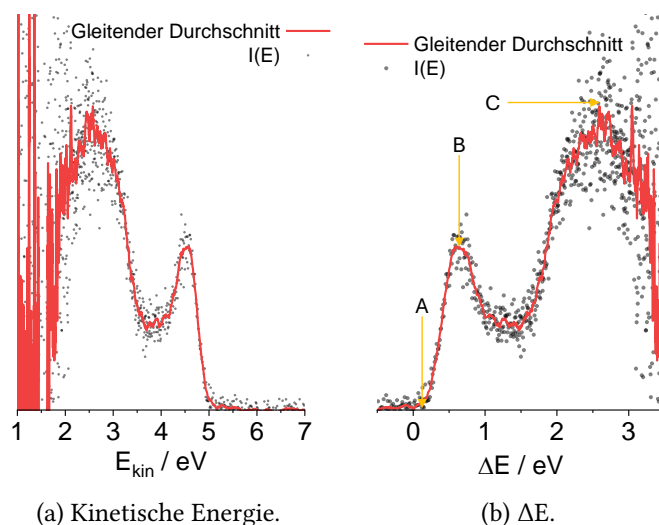 Gleitender Durchschnitt
I(E)
1 2 3 4 5 6 7
E_kin / eV
(a) Kinetische Energie.
Gleitender Durchschnitt
I(E)
C
B
A
0 1 2 3
ΔE / eV
(b) ΔE.